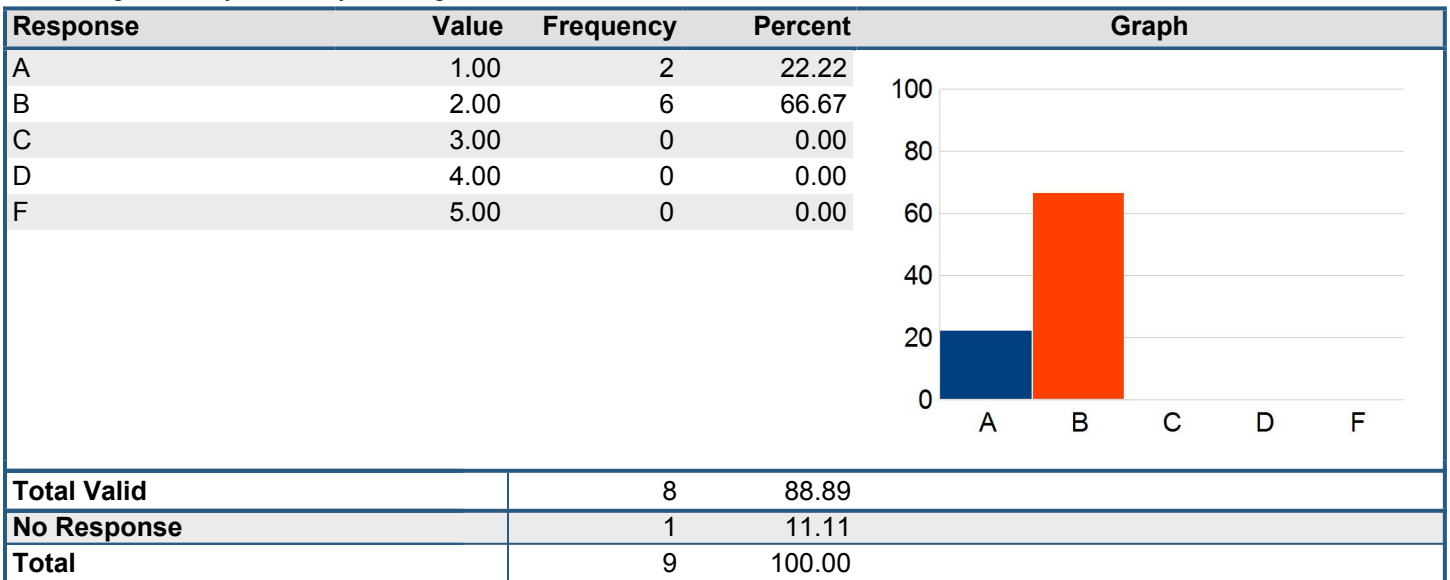 Response Value Frequency Percent Graph
A 1.00 2 22.22
B 2.00 6 66.67
C 3.00 0 0.00
D 4.00 0 0.00
F 5.00 0 0.00
100
80
60
40
20
0
A B C D F
Total Valid 8 88.89
No Response 1 11.11
Total 9 100.00